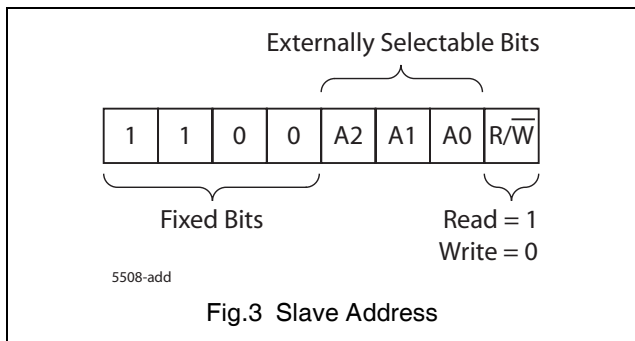 Externally Selectable Bits
1 1 0 0 A2 A1 A0 R/W̅
Fixed Bits
Read = 1
Write = 0
5508-add
Fig.3 Slave Address